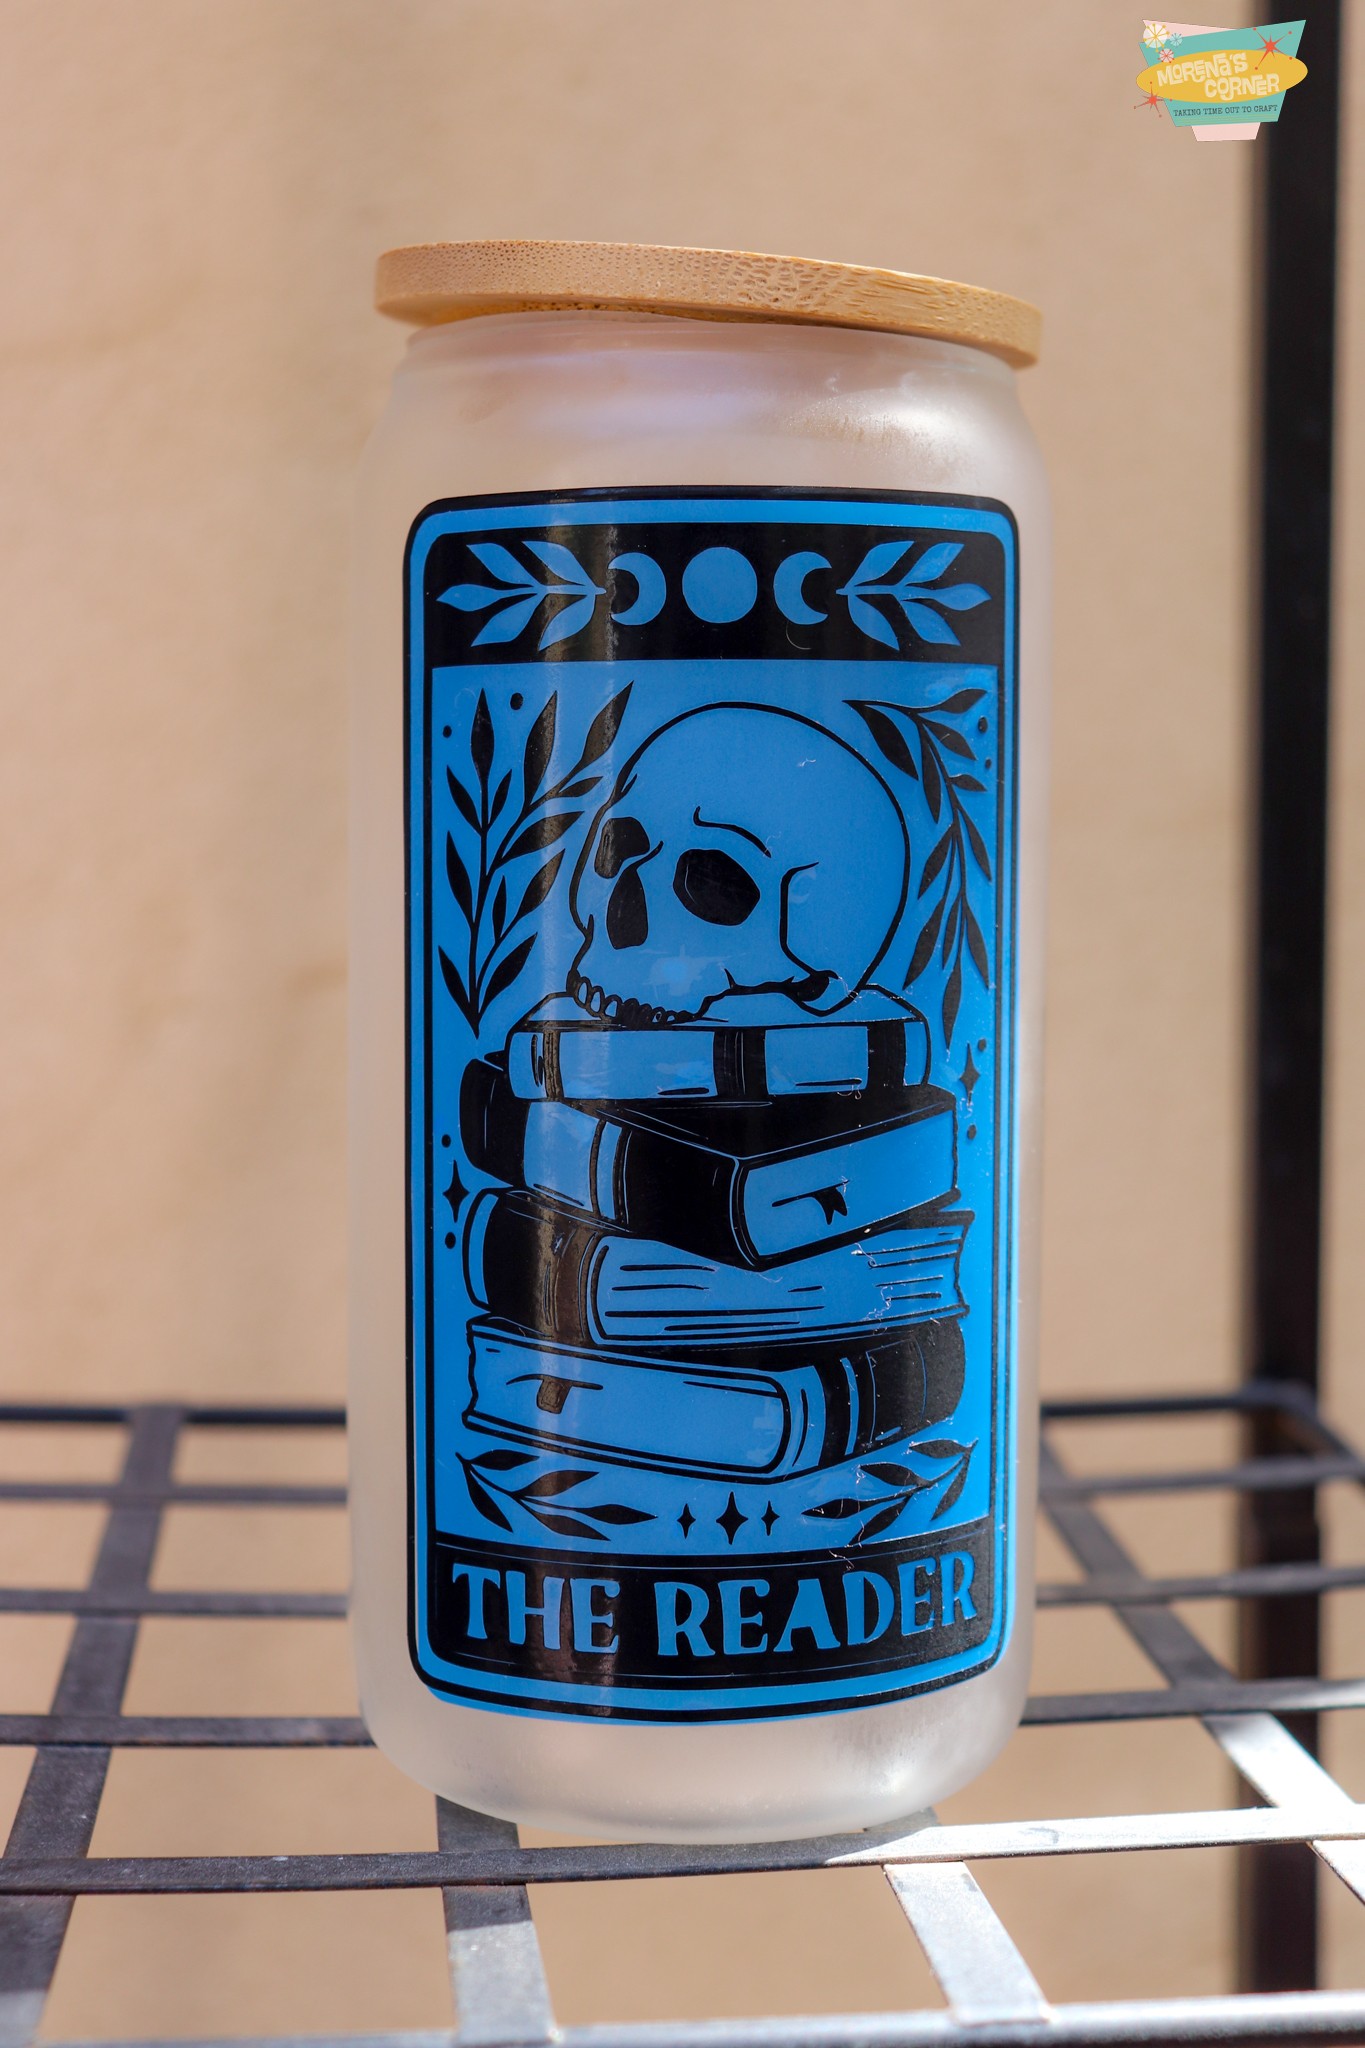 MORENA'S
CORNER
TAKING TIME OUT TO CRAFT
THE READER